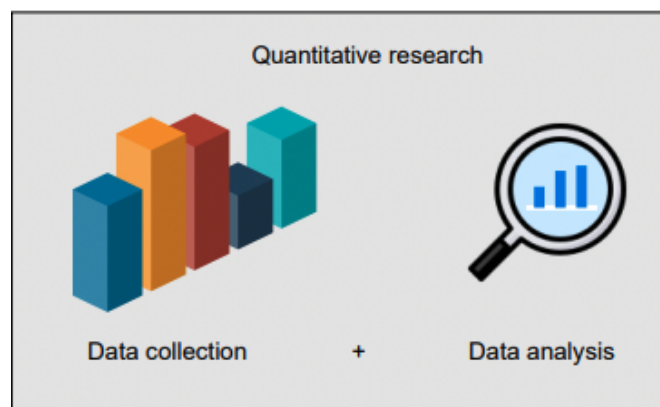 Quantitative research
Data collection + Data analysis